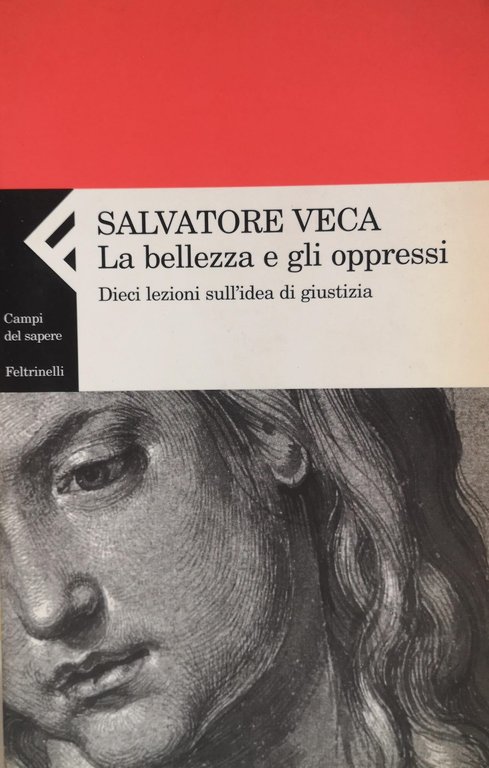 SALVATORE VECA
La bellezza e gli oppressi
Dieci lezioni sull'idea di giustizia
Campi
del sapere
Feltrinelli